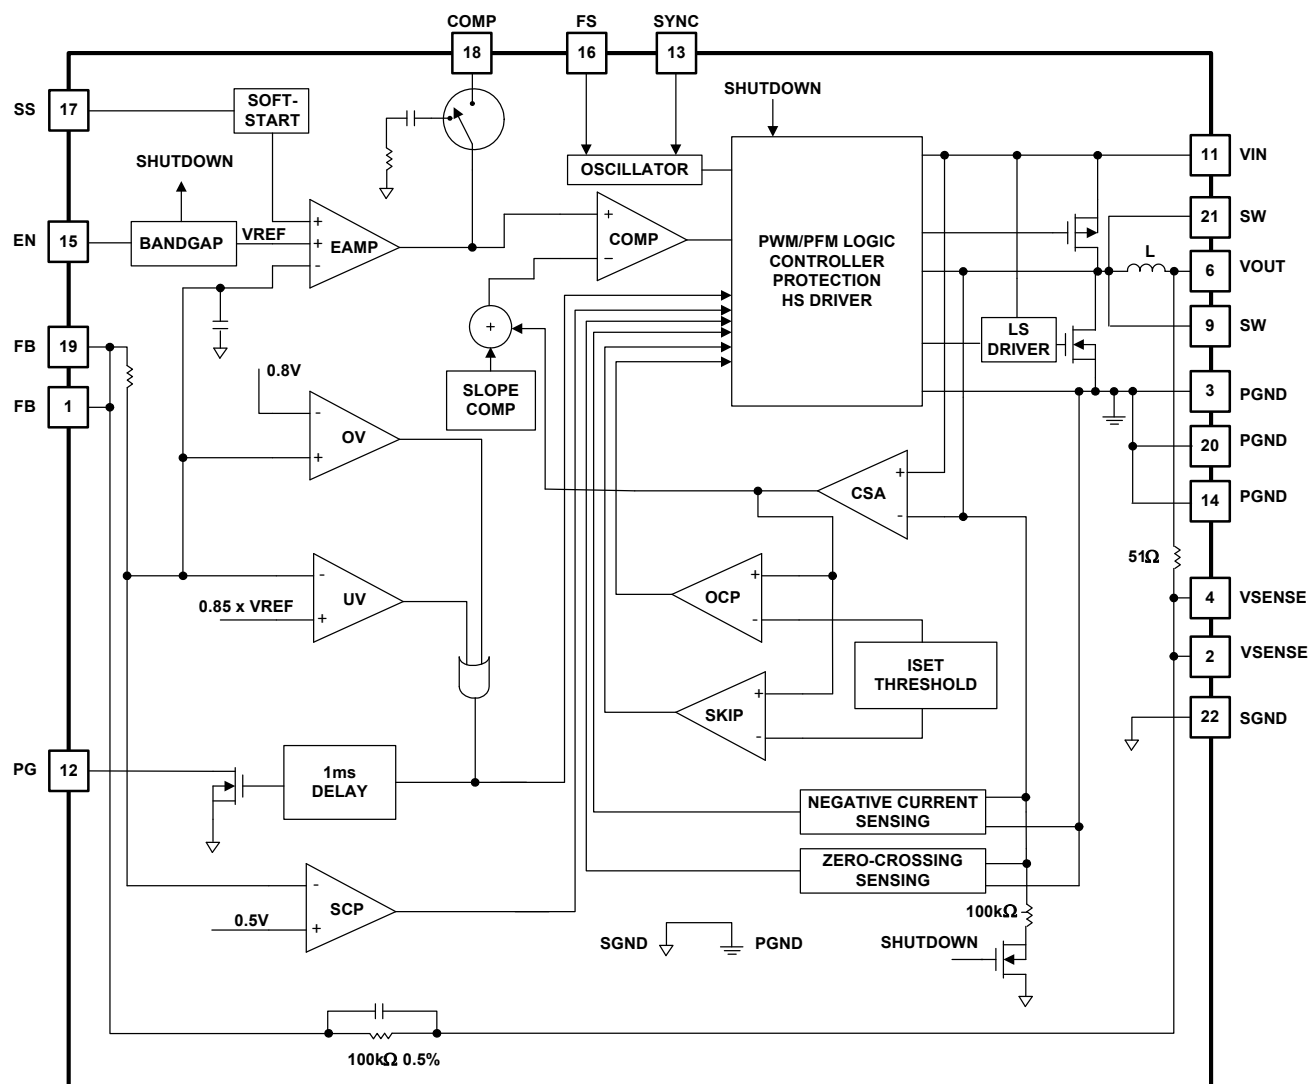 COMP
FS
SYNC
18
16
13
SS
17
SOFT-
START
SHUTDOWN
SHUTDOWN
11
VIN
OSCILLATOR
EN
15
BANDGAP
VREF
+
+
-
EAMP
+
-
COMP
PWM/PFM LOGIC
CONTROLLER
PROTECTION
HS DRIVER
21
SW
L
6
VOUT
FB
19
+
LS
DRIVER
9
SW
0.8V
SLOPE
COMP
FB
1
3
PGND
-
OV
+
20
PGND
+
CSA
-
14
PGND
51Ω
-
UV
+
0.85 x VREF
+
OCP
-
4
VSENSE
ISET
THRESHOLD
2
VSENSE
+
SKIP
-
22
SGND
PG
12
1ms
DELAY
NEGATIVE CURRENT
SENSING
ZERO-CROSSING
SENSING
-
SCP
+
0.5V
100kΩ
SGND
PGND
SHUTDOWN
100kΩ 0.5%